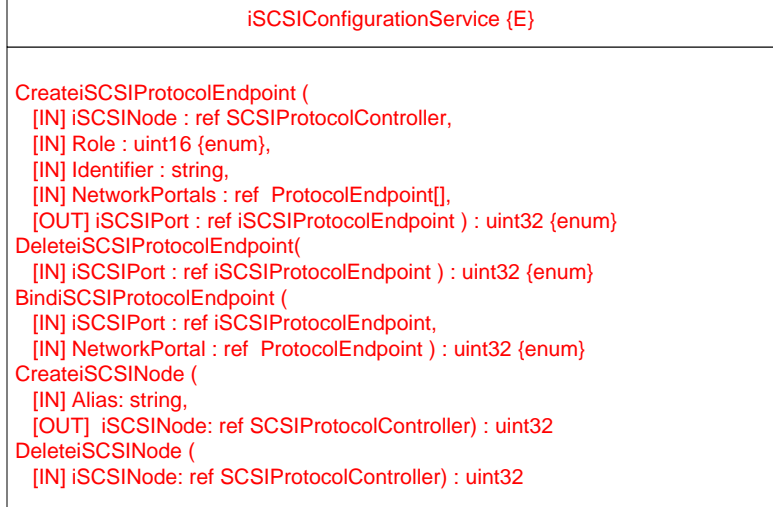 iSCSIConfigurationService {E}
CreateiSCSIProtocolEndpoint (
[IN] iSCSINode : ref SCSIProtocolController,
[IN] Role : uint16 {enum},
[IN] Identifier : string,
[IN] NetworkPortals : ref  ProtocolEndpoint[],
[OUT] iSCSIPort : ref iSCSIProtocolEndpoint ) : uint32 {enum}
DeleteiSCSIProtocolEndpoint(
[IN] iSCSIPort : ref iSCSIProtocolEndpoint ) : uint32 {enum}
BindiSCSIProtocolEndpoint (
[IN] iSCSIPort : ref iSCSIProtocolEndpoint,
[IN] NetworkPortal : ref  ProtocolEndpoint ) : uint32 {enum}
CreateiSCSINode (
[IN] Alias: string,
[OUT]  iSCSINode: ref SCSIProtocolController) : uint32
DeleteiSCSINode (
[IN] iSCSINode: ref SCSIProtocolController) : uint32